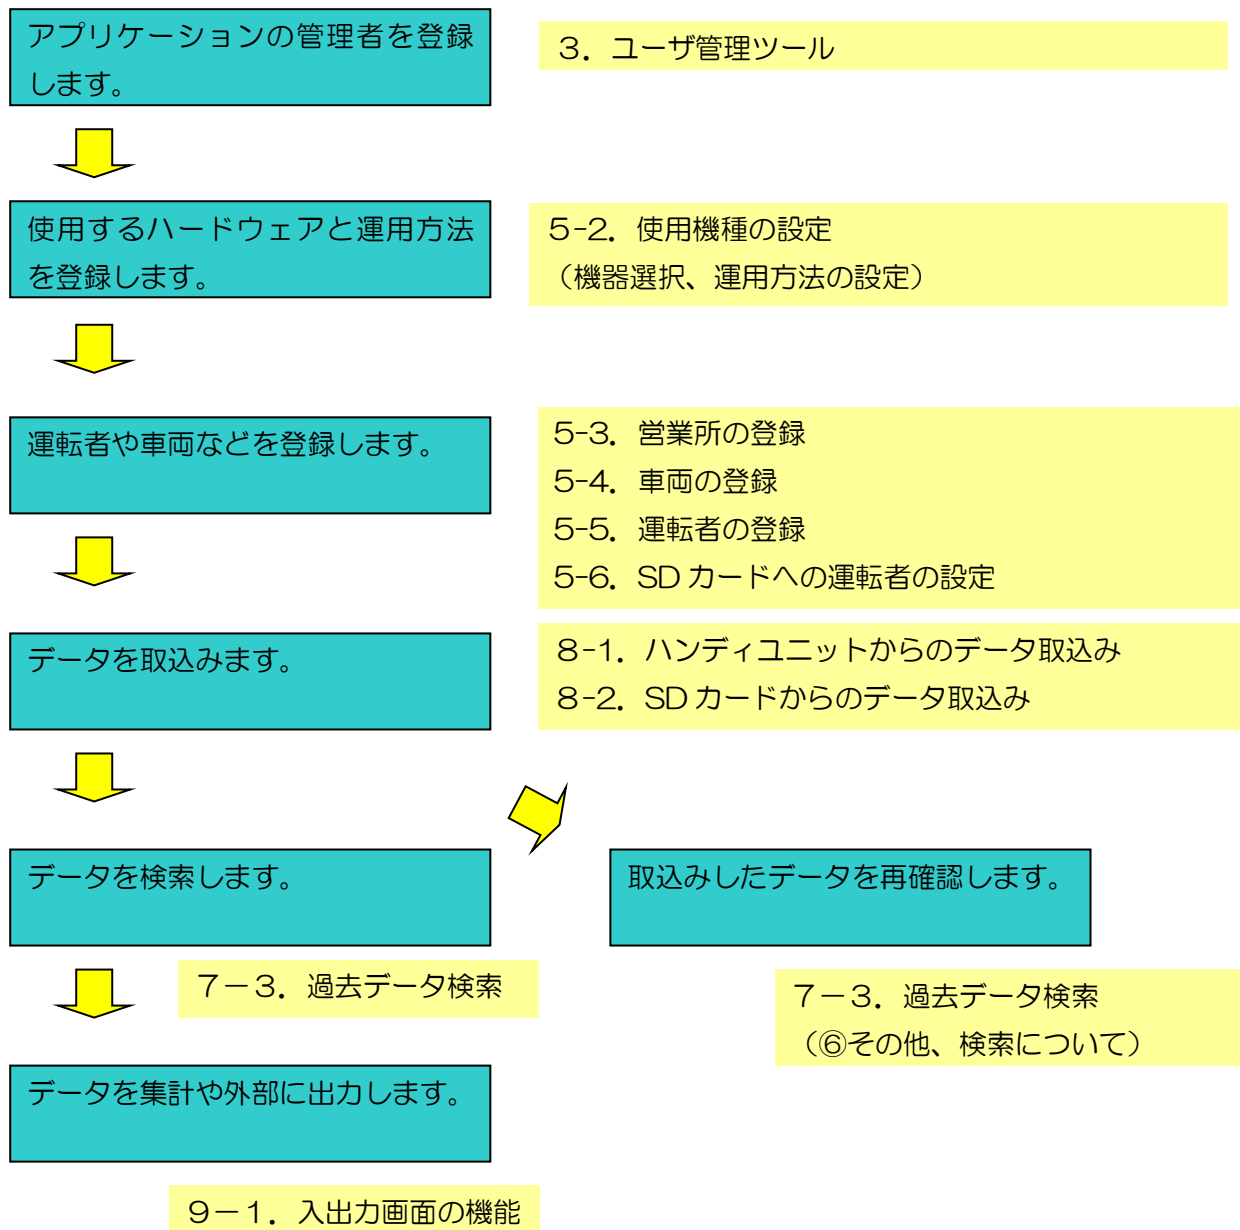 アプリケーションの管理者を登録
します。
３．ユーザ管理ツール
使用するハードウェアと運用方法
を登録します。
５-２．使用機種の設定
（機器選択、運用方法の設定）
運転者や車両などを登録します。
５-３．営業所の登録
５-４．車両の登録
５-５．運転者の登録
５-６．SD カードへの運転者の設定
データを取込みます。
８-１．ハンディユニットからのデータ取込み
８-２．SD カードからのデータ取込み
データを検索します。
取込みしたデータを再確認します。
７－３．過去データ検索
７－３．過去データ検索
（⑥その他、検索について）
データを集計や外部に出力します。
９－１．入出力画面の機能